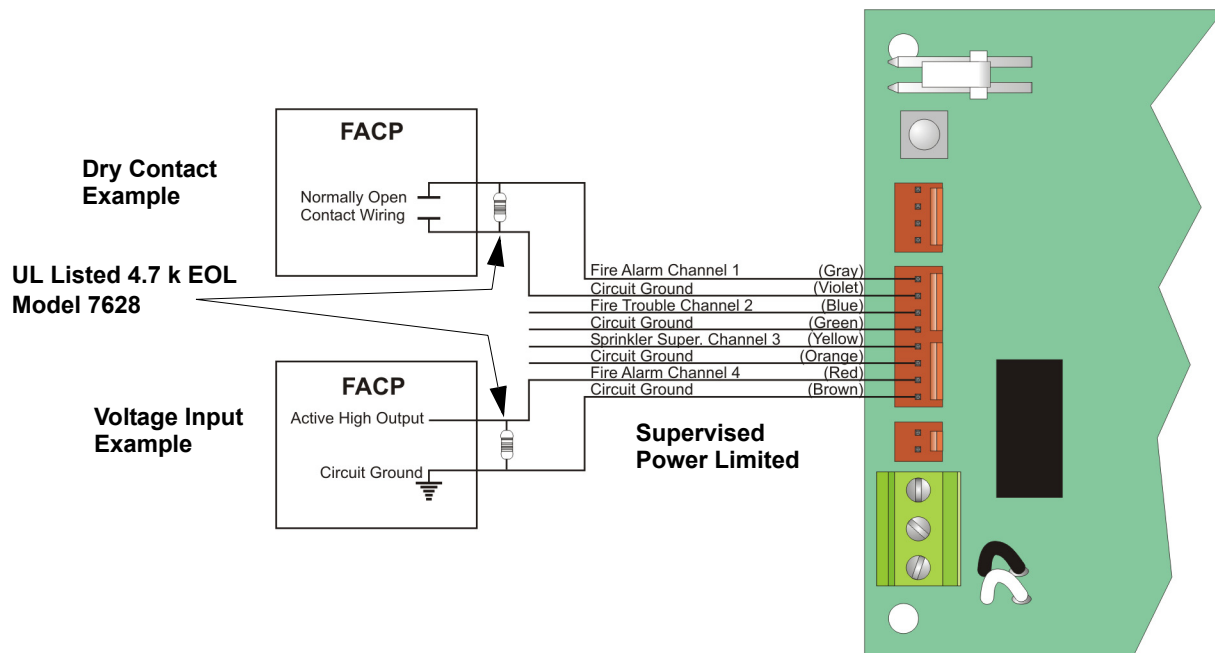 FACP
Dry Contact
Example
Normally Open
Contact Wiring
UL Listed 4.7 k EOL
Model 7628
Fire Alarm Channel 1 (Gray)
Circuit Ground (Violet)
Fire Trouble Channel 2 (Blue)
Circuit Ground (Green)
Sprinkler Super. Channel 3 (Yellow)
Circuit Ground (Orange)
Fire Alarm Channel 4 (Red)
Circuit Ground (Brown)
FACP
Voltage Input
Example
Active High Output
Circuit Ground
Supervised
Power Limited